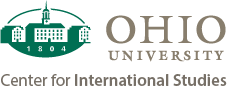 1804
OHIO
UNIVERSITY
Center for International Studies